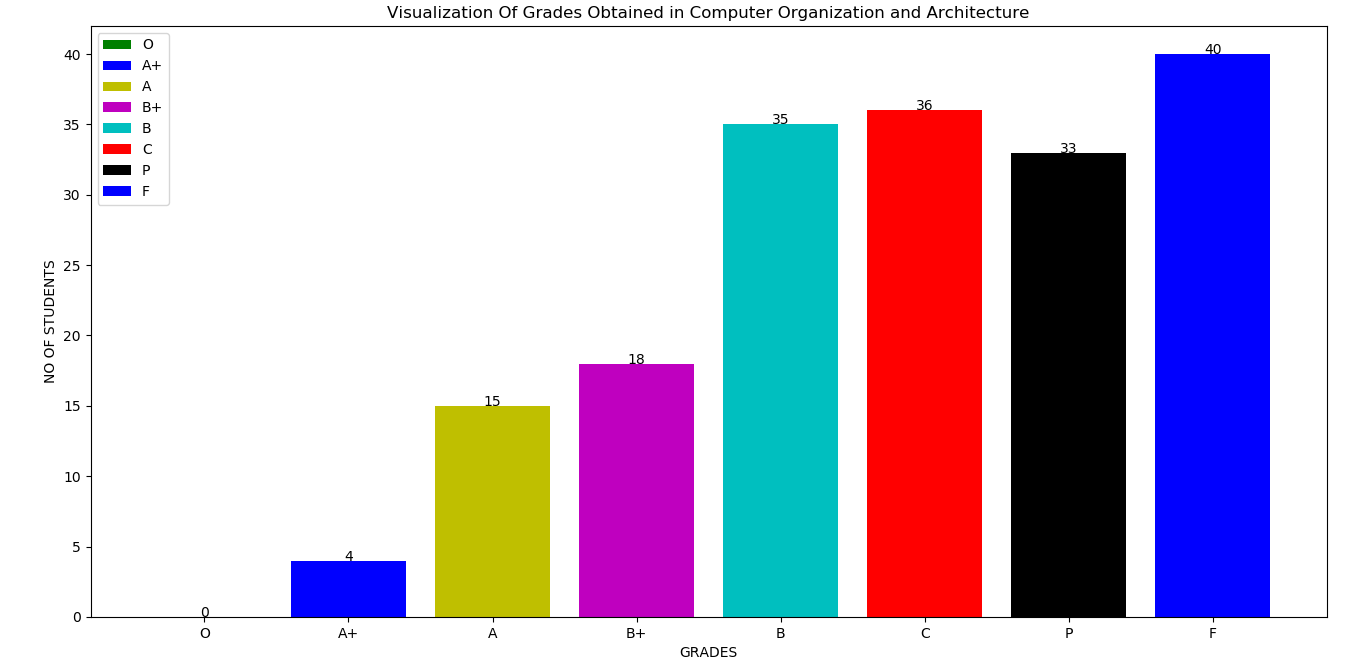 Visualization Of Grades Obtained in Computer Organization and Architecture
O
A+
A
B+
B
C
P
F
NO OF STUDENTS
40
35
30
25
20
15
10
5
0
0
4
15
18
35
36
33
40
O A+ A B+ B C P F
GRADES